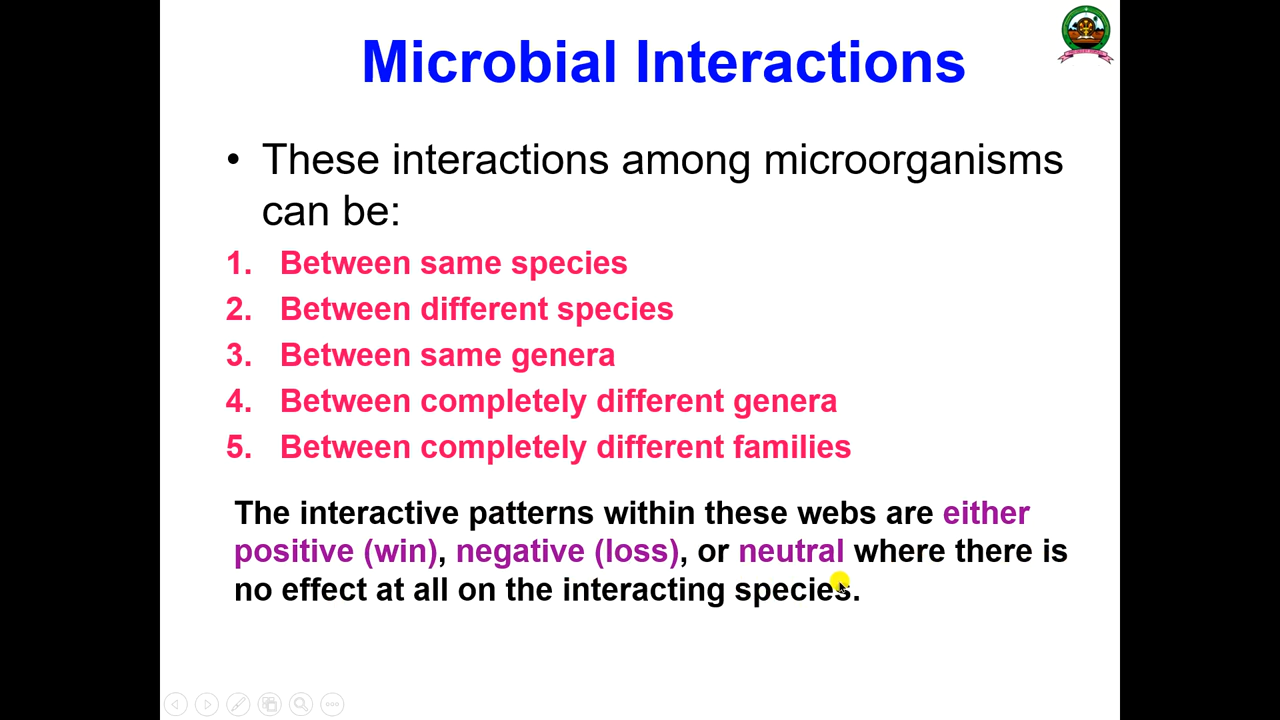 Microbial Interactions
• These interactions among microorganisms
can be:
1. Between same species
2. Between different species
3. Between same genera
4. Between completely different genera
5. Between completely different families
The interactive patterns within these webs are either
positive (win), negative (loss), or neutral where there is
no effect at all on the interacting species.